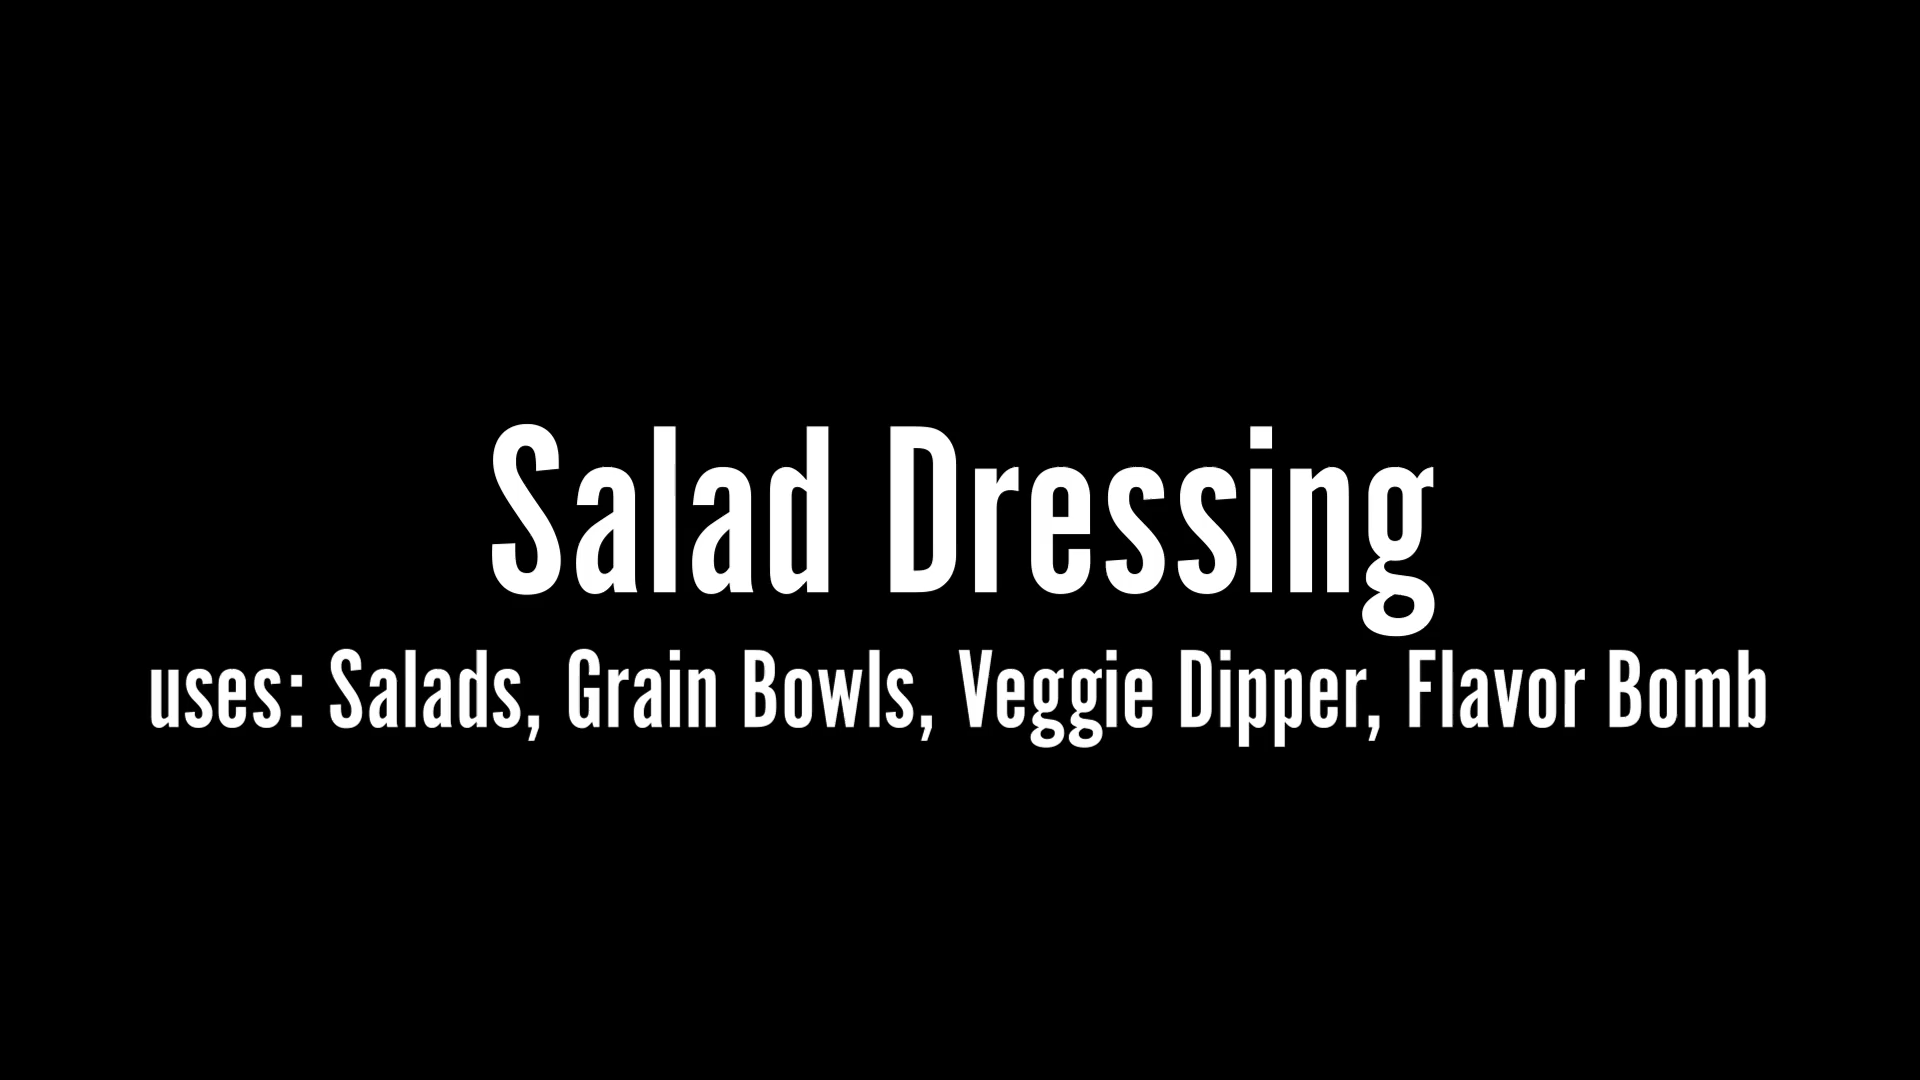 Salad Dressing
uses: Salads, Grain Bowls, Veggie Dipper, Flavor Bomb